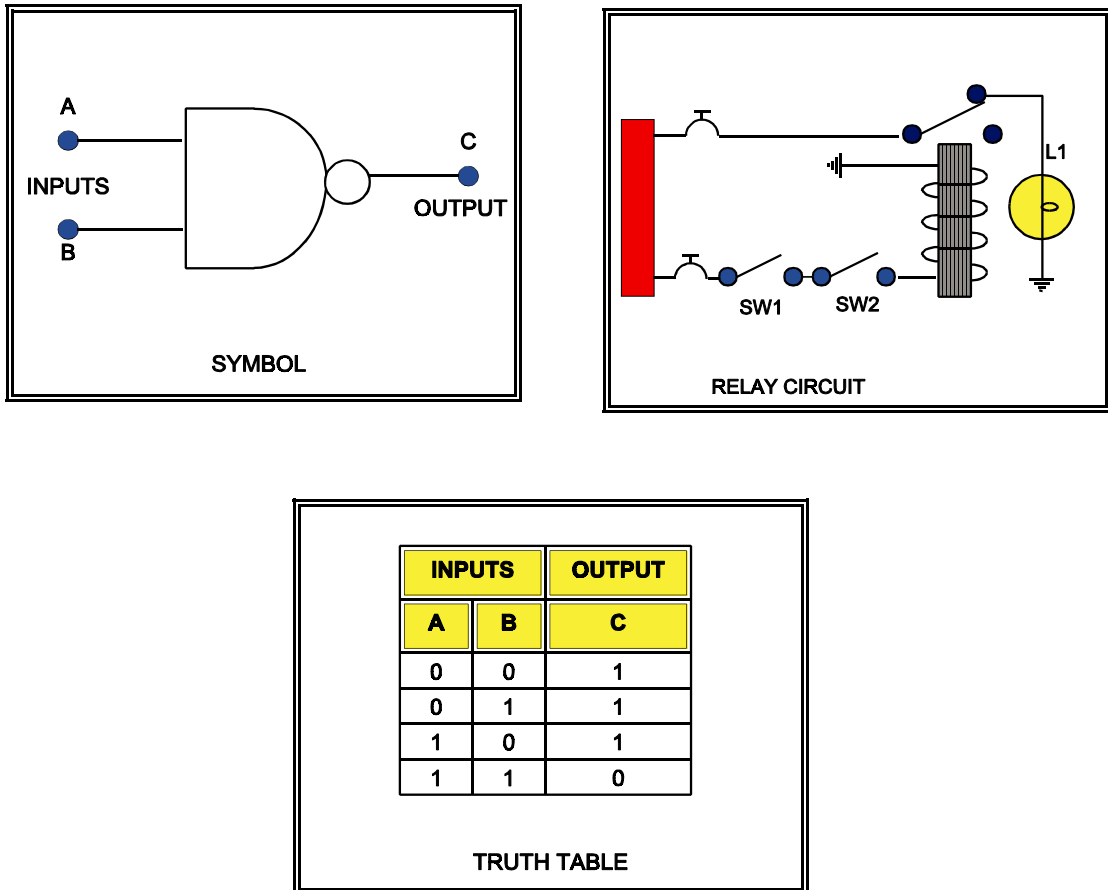 A
INPUTS
B
C
OUTPUT
SYMBOL
L1
SW1 SW2
RELAY CIRCUIT
INPUTS OUTPUT
A B C
0 0 1
0 1 1
1 0 1
1 1 0
TRUTH TABLE